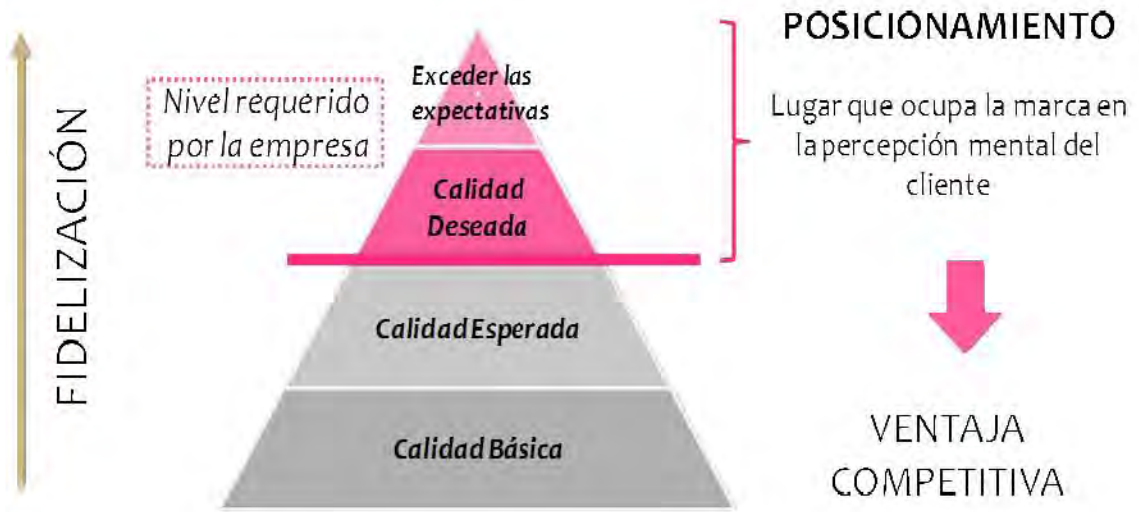 FIDELIZACIÓN
Nivel requerido
por la empresa
Exceder las
expectativas
Calidad
Deseada
Calidad Esperada
Calidad Básica
POSICIONAMIENTO
Lugar que ocupa la marca en
la percepción mental del
cliente
VENTAJA
COMPETITIVA